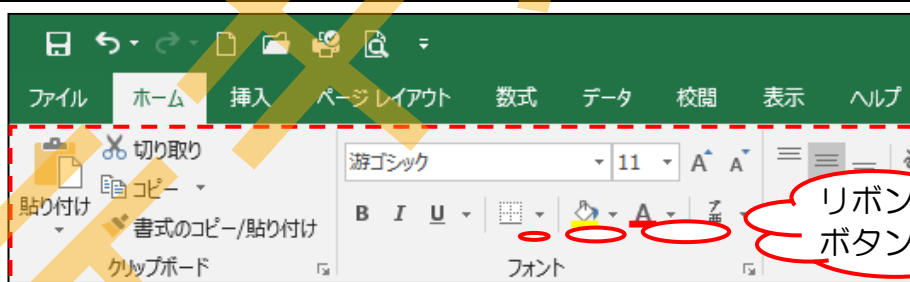 ファイル ホーム 挿入 ページ レイアウト 数式 データ 校閲 表示 ヘルプ
切り取り
コピー
書式のコピー/貼り付け
貼り付け
クリップボード
游ゴシック 11 A A
B I U A ア亜
フォント
リボン
ボタン